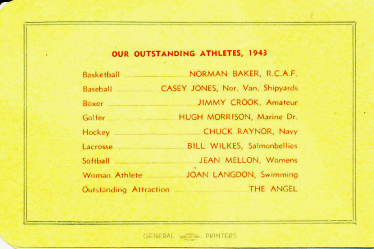 OUR OUTSTANDING ATHLETES, 1943
Basketball NORMAN BAKER, R.C.A.F.
Baseball CASEY JONES, Nor. Van. Shipyards
Boxer JIMMY CROOK, Amateur
Golfer HUGH MORRISON, Marine Dr.
Hockey CHUCK RAYNOR, Navy
Lacrosse BILL WILKES, Salmonbellies
Softball JEAN MELLON, Womens
Woman Athlete JOAN LANGDON, Swimming
Outstanding Attraction THE ANGEL
GENERAL PRINTERS